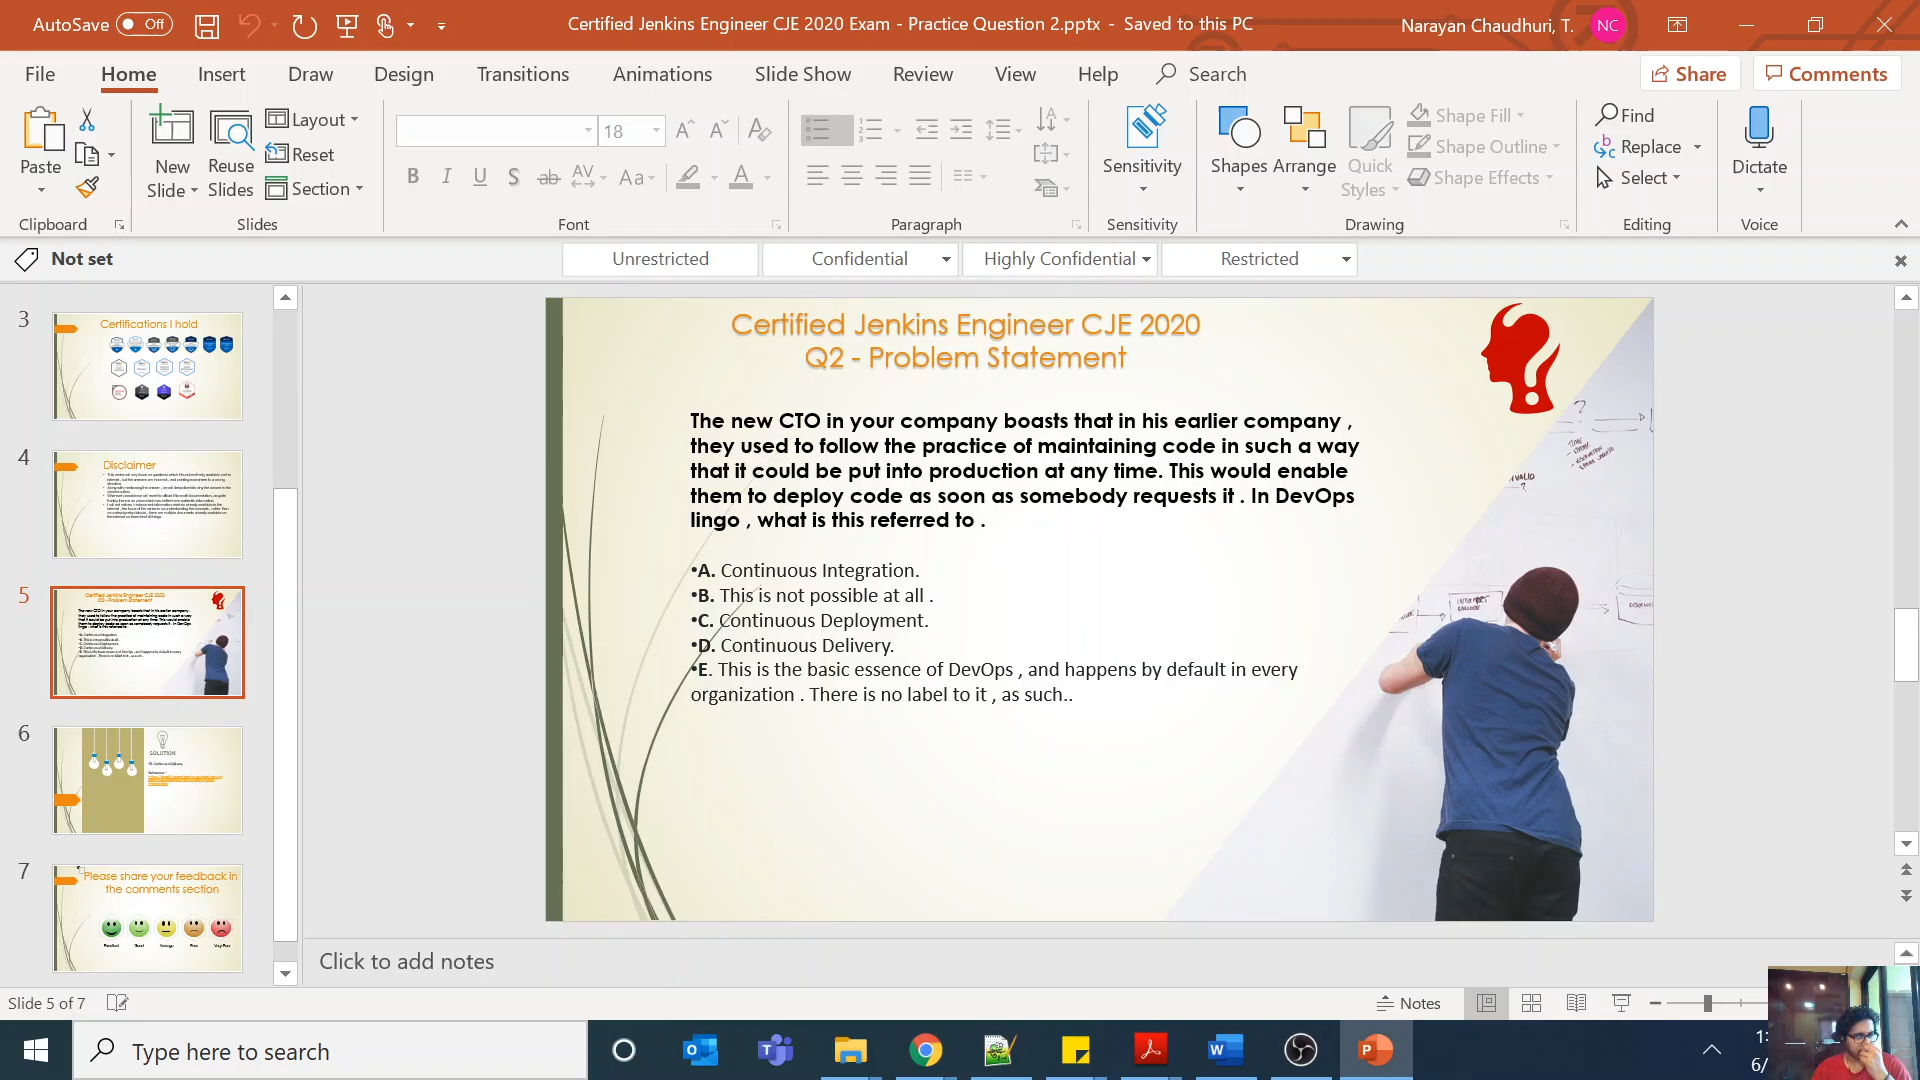 AutoSave Off Certified Jenkins Engineer CJE 2020 Exam - Practice Question 2.pptx - Saved to this PC Narayan Chaudhuri, T. NC
File Home Insert Draw Design Transitions Animations Slide Show Review View Help Search Share Comments
Paste
New Slide
Reuse Slides
Layout
Reset
Section
18
B I U S ab AV Aa A
Sensitivity
Shapes Arrange Quick Styles
Shape Fill
Shape Outline
Shape Effects
Find
Replace
Select
Dictate
Clipboard Slides Font Paragraph Sensitivity Drawing Editing Voice
Not set Unrestricted Confidential Highly Confidential Restricted
3
Certifications I hold
4
Disclaimer
5
6
SOLUTION
7
Please share your feedback in
the comments section
Certified Jenkins Engineer CJE 2020
Q2 - Problem Statement
The new CTO in your company boasts that in his earlier company ,
they used to follow the practice of maintaining code in such a way
that it could be put into production at any time. This would enable
them to deploy code as soon as somebody requests it . In DevOps
lingo , what is this referred to .
•A. Continuous Integration.
•B. This is not possible at all .
•C. Continuous Deployment.
•D. Continuous Delivery.
•E. This is the basic essence of DevOps , and happens by default in every
organization . There is no label to it , as such..
Click to add notes
Slide 5 of 7 Notes
Type here to search